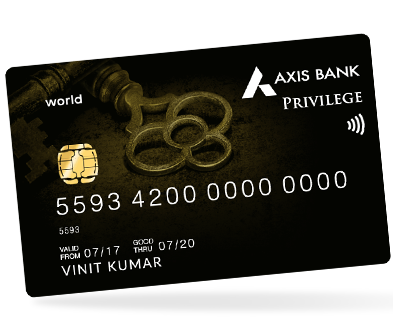 AXIS BANK
world
PRIVILEGE
5593 4200 0000 0000
5593
VALID FROM 07/17 GOOD THRU 07/20
VINIT KUMAR